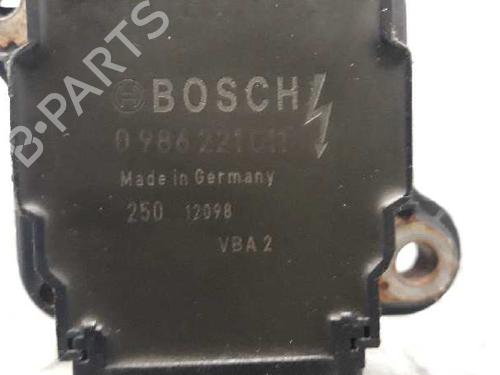 B-PARTS
BOSCH
0 986 221 011
Made in Germany
250 12098
VBA 2